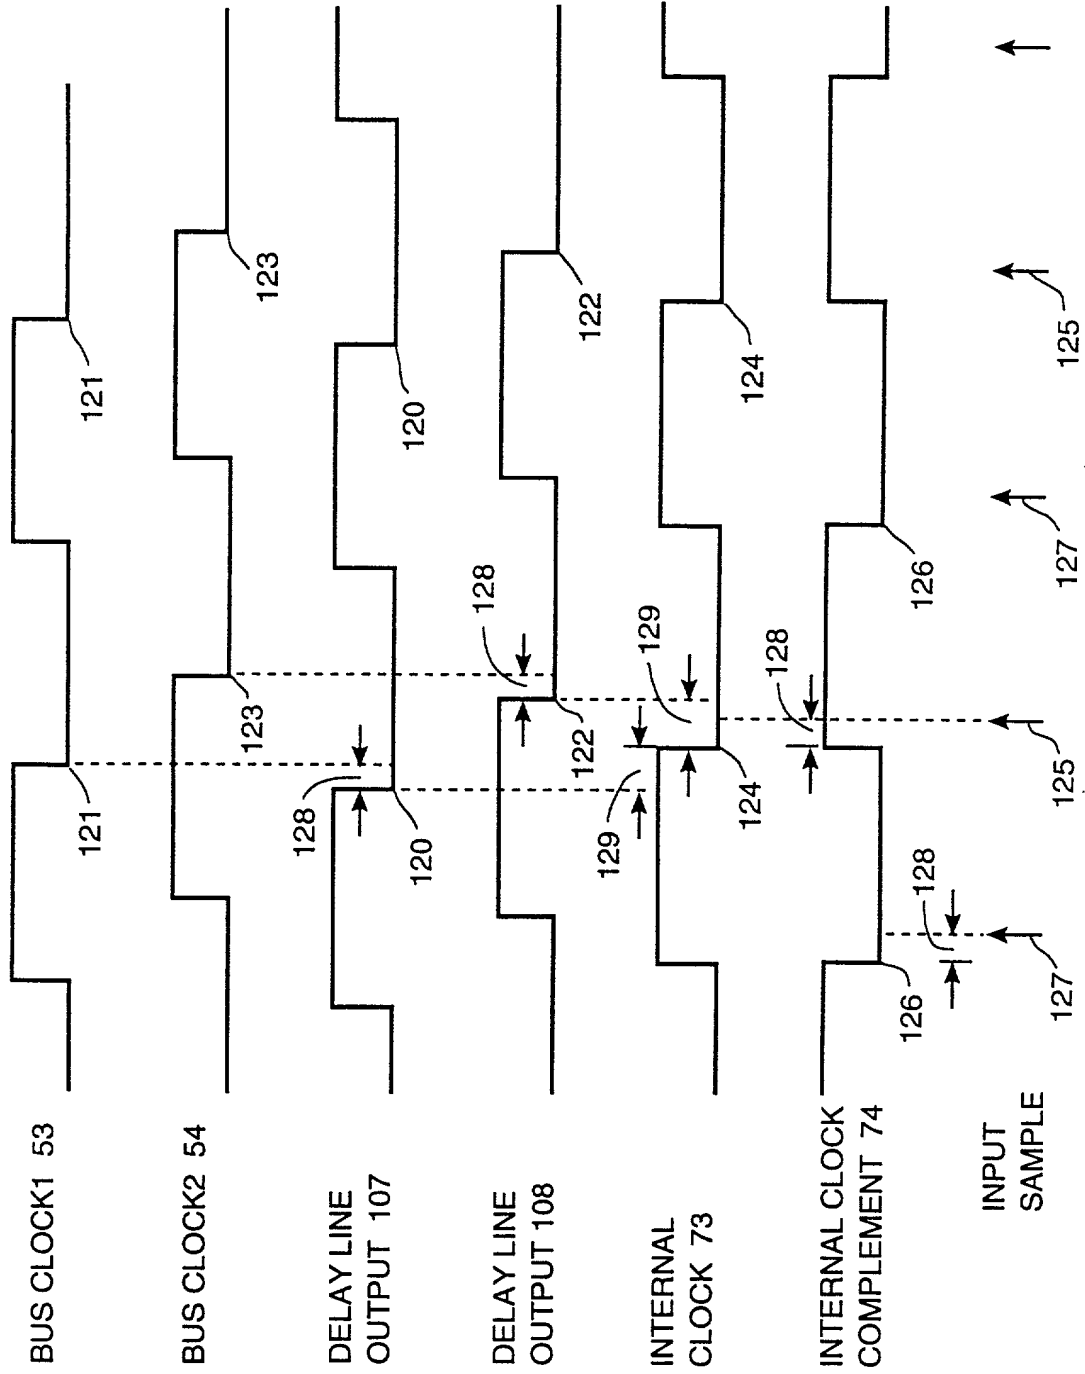 BUS CLOCK1 53
121
121
BUS CLOCK2 54
123
123
DELAY LINE
OUTPUT 107
128
120
120
DELAY LINE
OUTPUT 108
122
128
122
INTERNAL
CLOCK 73
129
129
124
124
INTERNAL CLOCK
COMPLEMENT 74
126
128
128
126
INPUT
SAMPLE
127
125
127
125